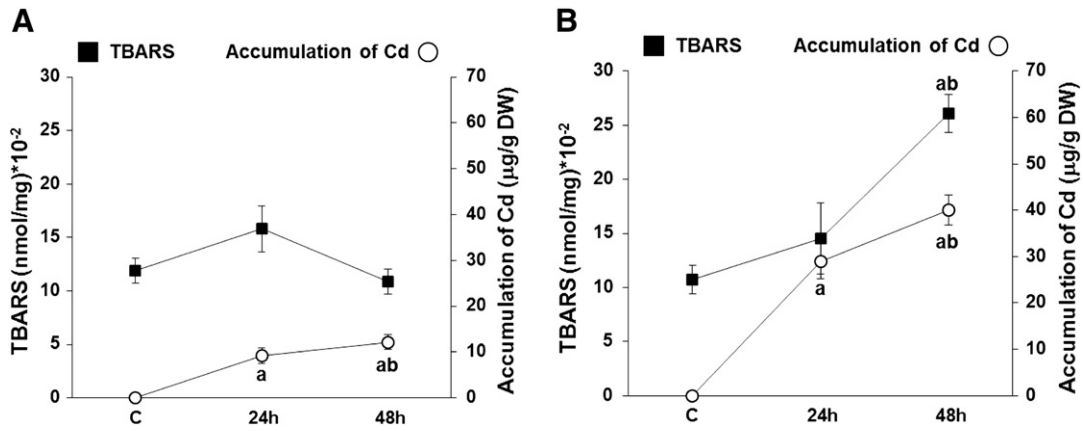 A
TBARS Accumulation of Cd
TBARS (nmol/mg)*10-2
30
25
20
15
10
5
0
a
ab
C 24h 48h
70
60
50
40
30
20
10
0
Accumulation of Cd (µg/g DW)
B
TBARS Accumulation of Cd
TBARS (nmol/mg)*10-2
30
25
20
15
10
5
0
ab
ab
a
C 24h 48h
70
60
50
40
30
20
10
0
Accumulation of Cd (µg/g DW)